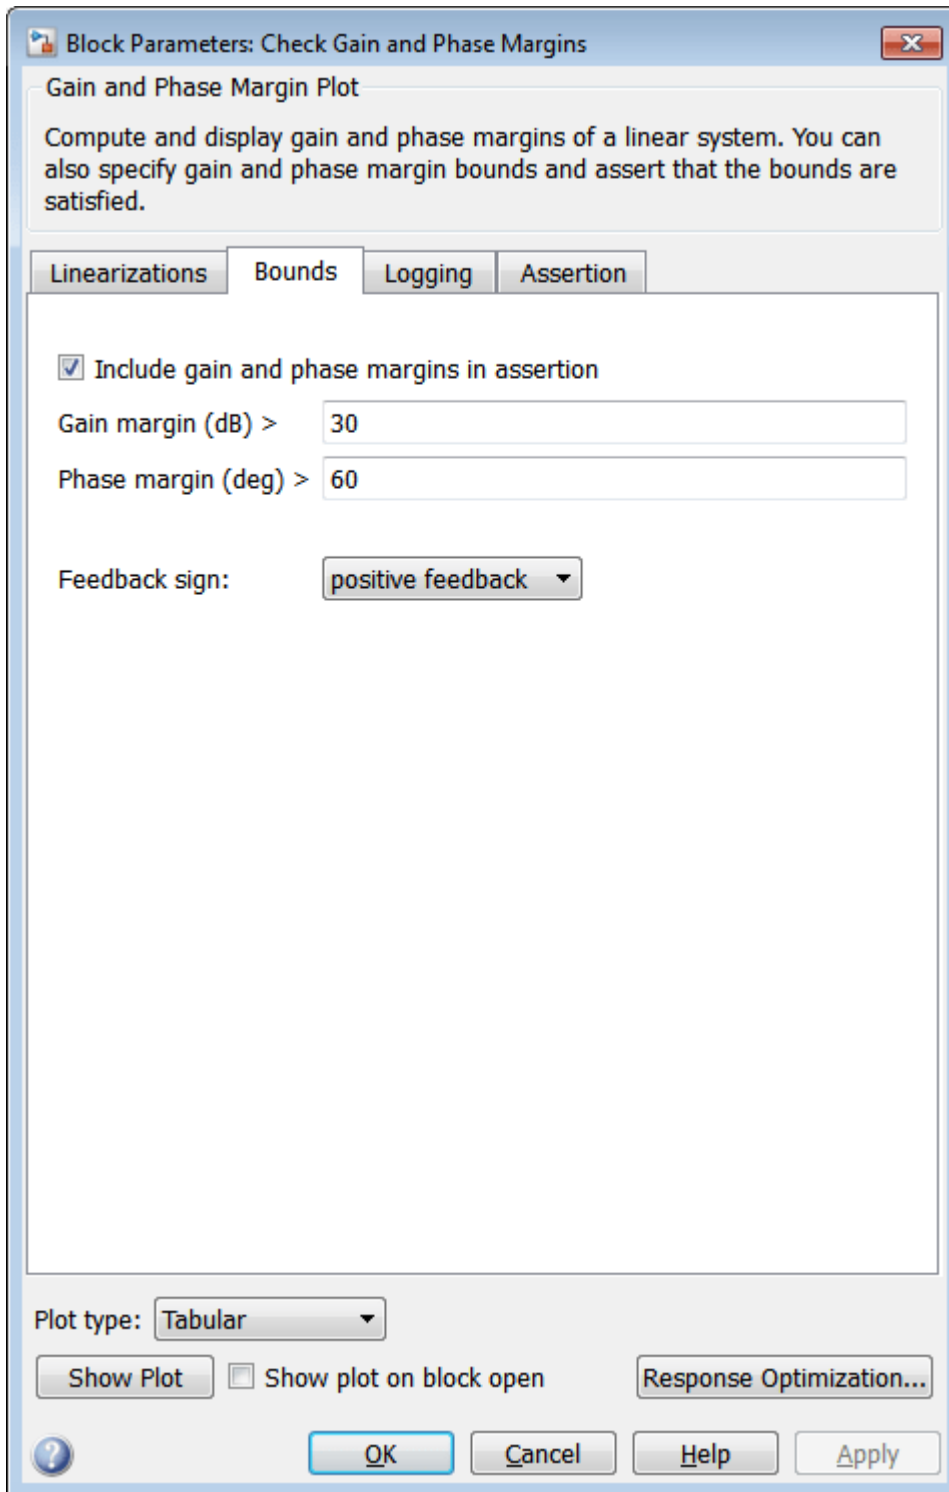 Block Parameters: Check Gain and Phase Margins
Gain and Phase Margin Plot
Compute and display gain and phase margins of a linear system. You can
also specify gain and phase margin bounds and assert that the bounds are
satisfied.
Linearizations Bounds Logging Assertion
Include gain and phase margins in assertion
Gain margin (dB) > 30
Phase margin (deg) > 60
Feedback sign: positive feedback
Plot type: Tabular
Show Plot Show plot on block open Response Optimization...
? OK Cancel Help Apply